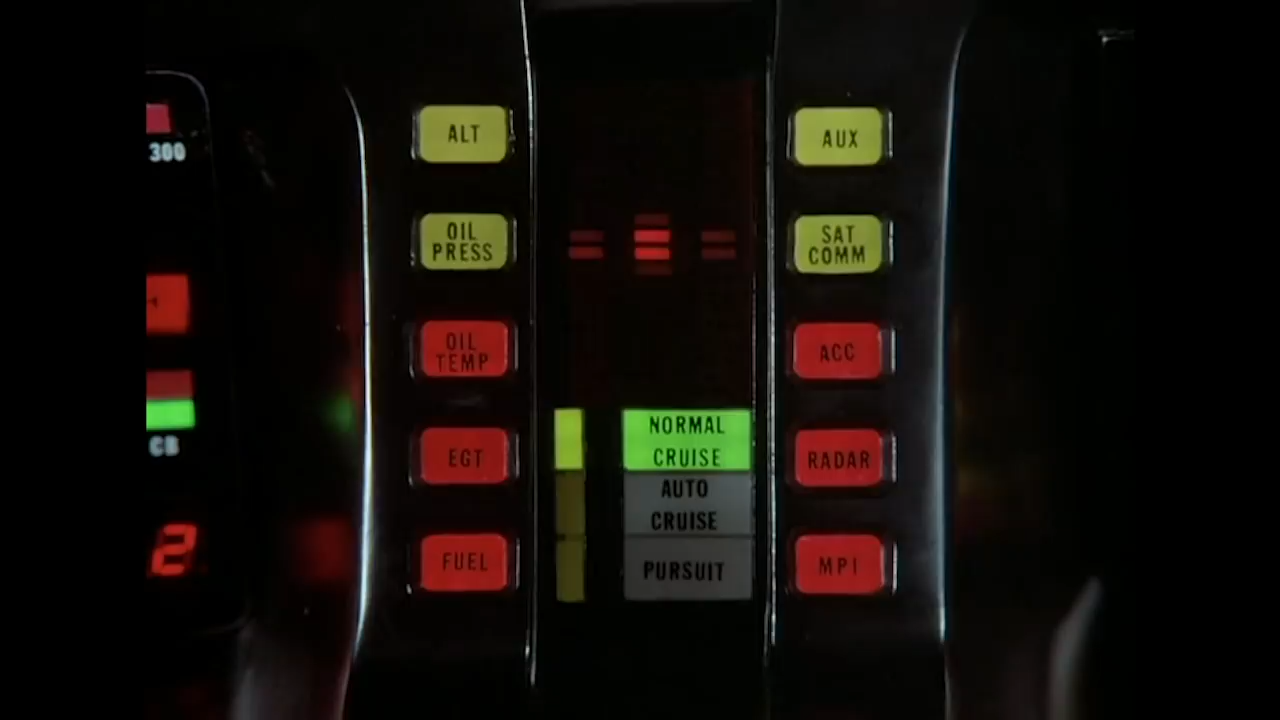 300
CB
2
ALT
OIL
PRESS
OIL
TEMP
EGT
FUEL
NORMAL
CRUISE
AUTO
CRUISE
PURSUIT
AUX
SAT
COMM
ACC
RADAR
MPI